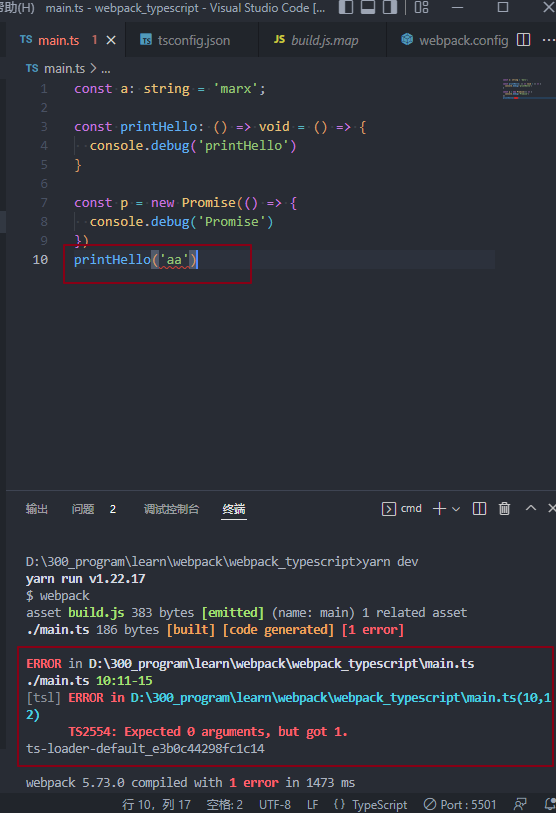 帮助(H) main.ts - webpack_typescript - Visual Studio Code [...
TS main.ts 1 tsconfig.json JS build.js.map webpack.config ...
TS main.ts > ...
1 const a: string = 'marx';
2
3 const printHello: () => void = () => {
4 console.debug('printHello')
5 }
6
7 const p = new Promise(() => {
8 console.debug('Promise')
9 })
10 printHello('aa')
输出 问题 2 调试控制台 终端 cmd
D:\300_program\learn\webpack\webpack_typescript>yarn dev
yarn run v1.22.17
$ webpack
asset build.js 383 bytes [emitted] (name: main) 1 related asset
./main.ts 186 bytes [built] [code generated] [1 error]
ERROR in D:\300_program\learn\webpack\webpack_typescript\main.ts
./main.ts 10:11-15
[tsl] ERROR in D:\300_program\learn\webpack\webpack_typescript\main.ts(10,1
2)
TS2554: Expected 0 arguments, but got 1.
ts-loader-default_e3b0c44298fc1c14
webpack 5.73.0 compiled with 1 error in 1473 ms
行 10，列 17 空格: 2 UTF-8 LF {} TypeScript Port : 5501